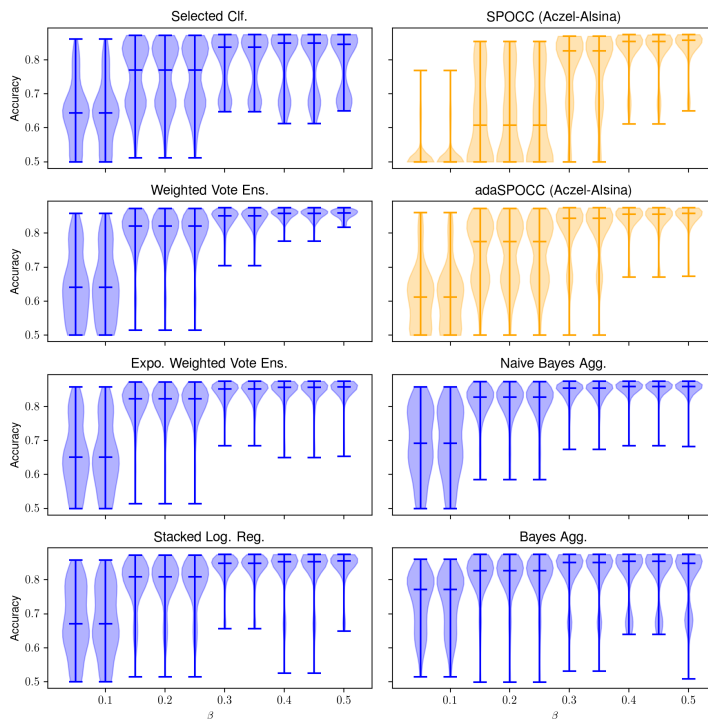 Selected Clf.
SPOCC (Aczel-Alsina)
Accuracy
0.8
0.7
0.6
0.5
Weighted Vote Ens.
adaSPOCC (Aczel-Alsina)
Accuracy
0.8
0.7
0.6
0.5
Expo. Weighted Vote Ens.
Naive Bayes Agg.
Accuracy
0.8
0.7
0.6
0.5
Stacked Log. Reg.
Bayes Agg.
Accuracy
0.8
0.7
0.6
0.5
0.1 0.2 0.3 0.4 0.5
0.1 0.2 0.3 0.4 0.5
β
β